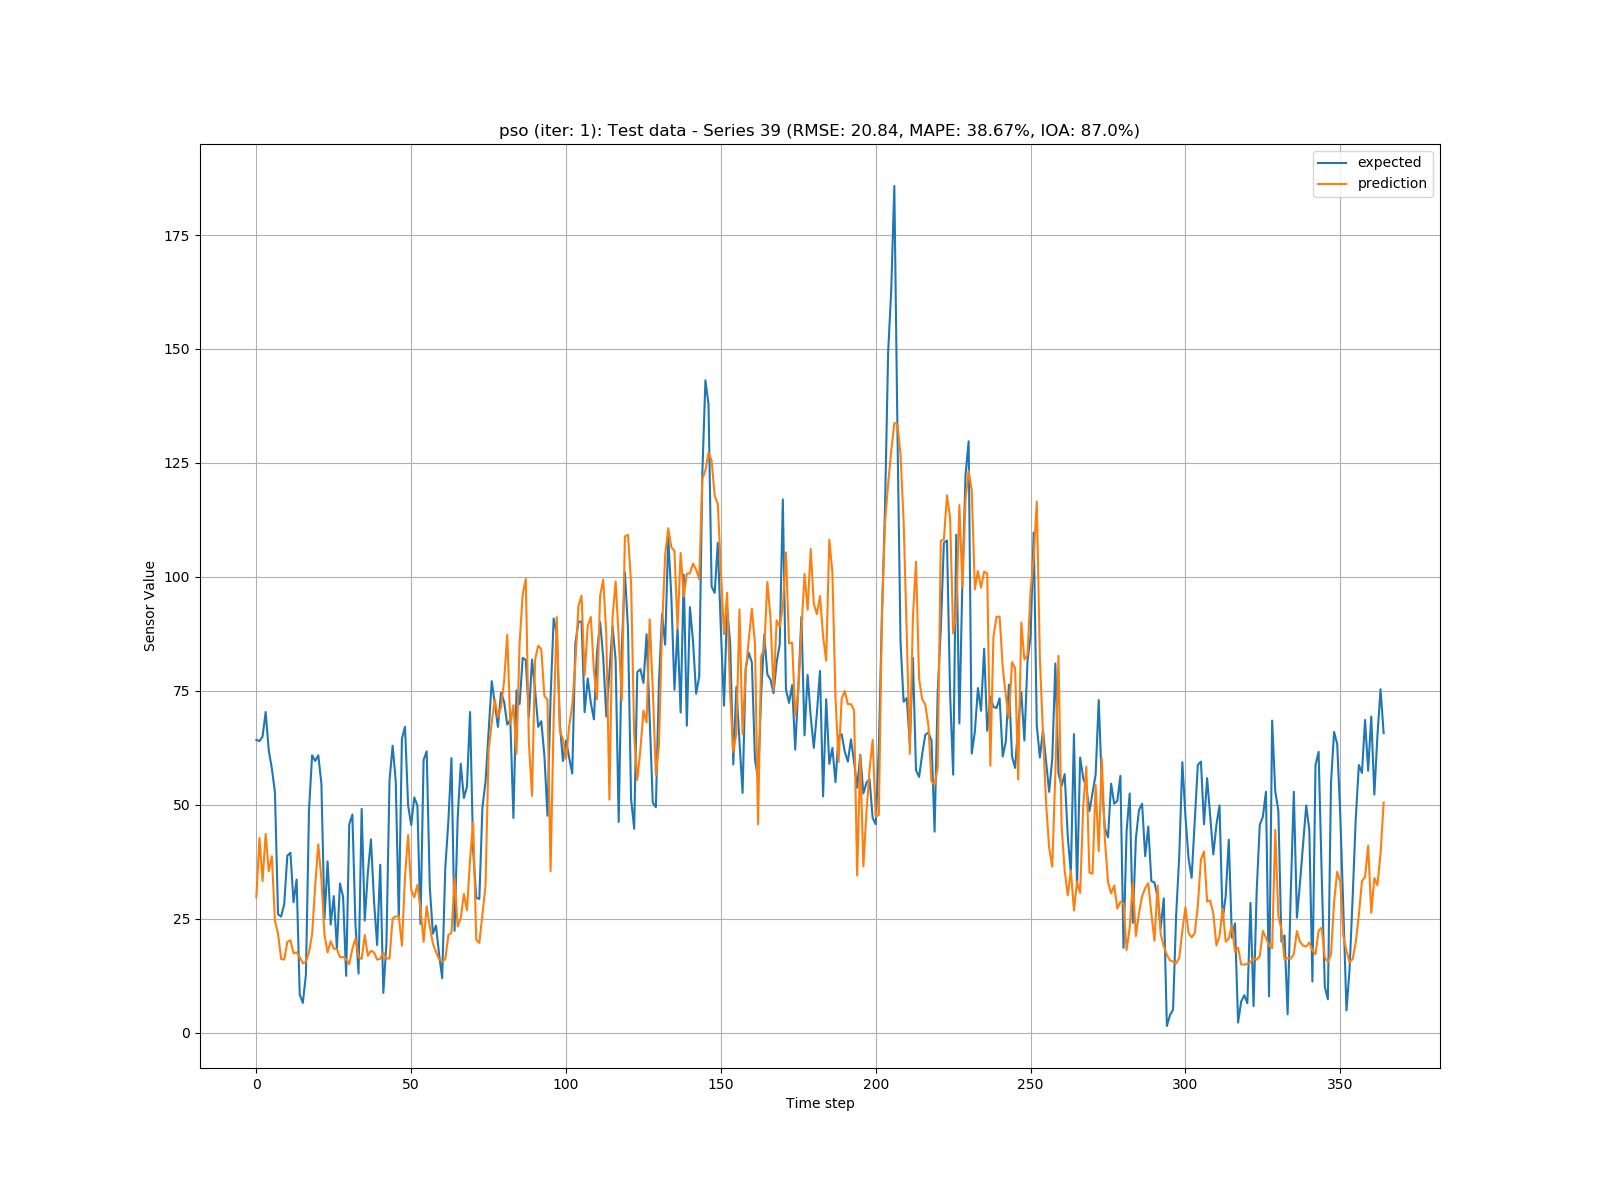 pso (iter: 1): Test data - Series 39 (RMSE: 20.84, MAPE: 38.67%, IOA: 87.0%)
expected
prediction
175
150
125
100
75
50
25
0
Sensor Value
0 50 100 150 200 250 300 350
Time step